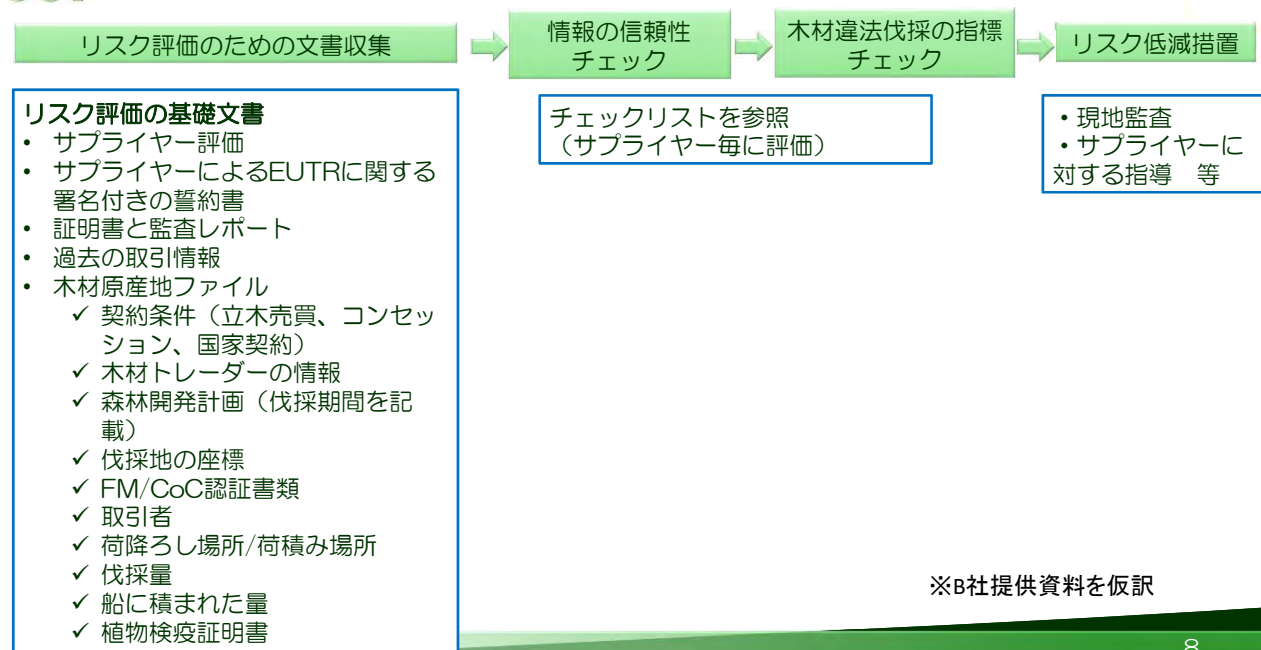 リスク評価のための文書収集
情報の信頼性
チェック
木材違法伐採の指標
チェック
リスク低減措置
リスク評価の基礎文書
• サプライヤー評価
• サプライヤーによるEUTRに関する
署名付きの誓約書
• 証明書と監査レポート
• 過去の取引情報
• 木材原産地ファイル
✓ 契約条件（立木売買、コンセッ
ション、国家契約）
✓ 木材トレーダーの情報
✓ 森林開発計画（伐採期間を記
載）
✓ 伐採地の座標
✓ FM/CoC認証書類
✓ 取引者
✓ 荷降ろし場所/荷積み場所
✓ 伐採量
✓ 船に積まれた量
✓ 植物検疫証明書
チェックリストを参照
（サプライヤー毎に評価）
・現地監査
・サプライヤーに
対する指導　等
※B社提供資料を仮訳
8